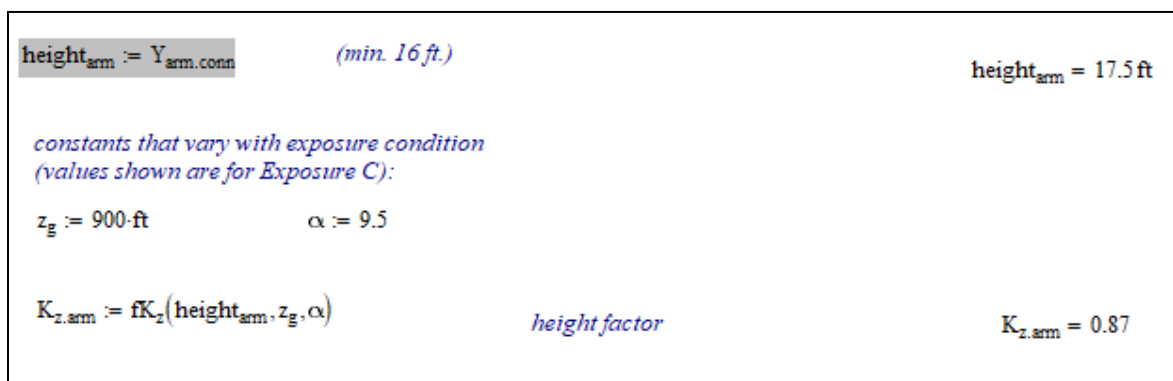 height_arm := Y_arm.conn (min. 16 ft.) height_arm = 17.5 ft
constants that vary with exposure condition
(values shown are for Exposure C):
z_g := 900·ft α := 9.5
K_z.arm := fK_z(height_arm, z_g, α) height factor K_z.arm = 0.87